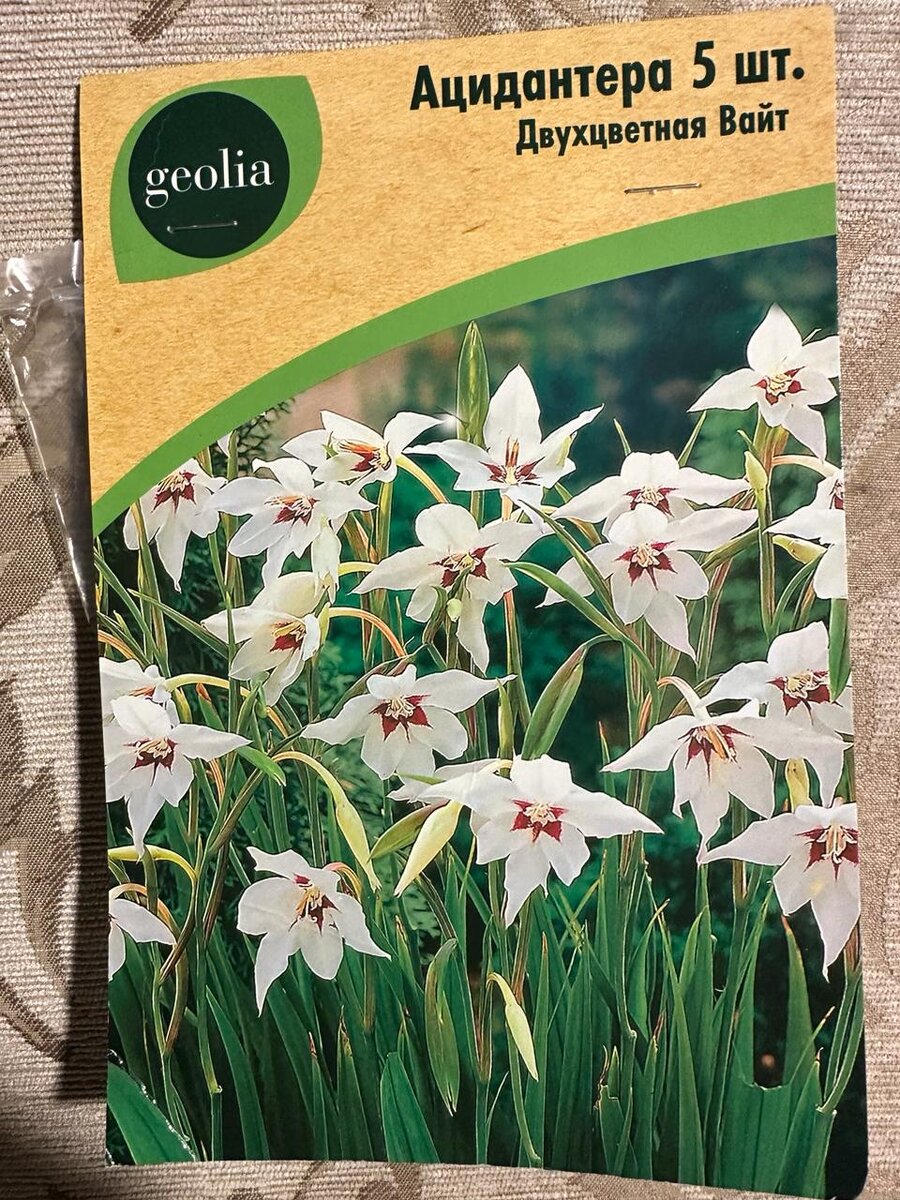 Ацидантера 5 шт.
Двухцветная Вайт
geolia